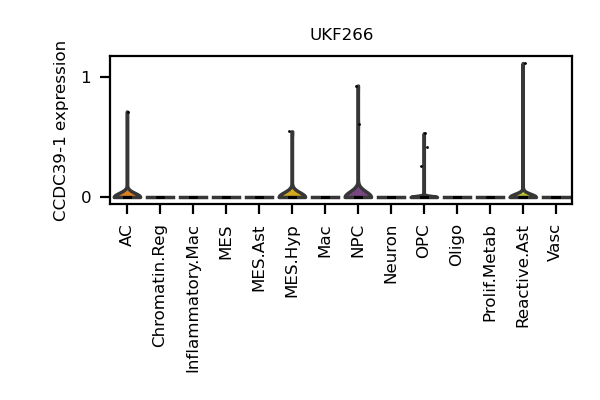 UKF266
CCDC39-1 expression
1
0
AC
Chromatin.Reg
Inflammatory.Mac
MES
MES.Ast
MES.Hyp
Mac
NPC
Neuron
OPC
Oligo
Prolif.Metab
Reactive.Ast
Vasc